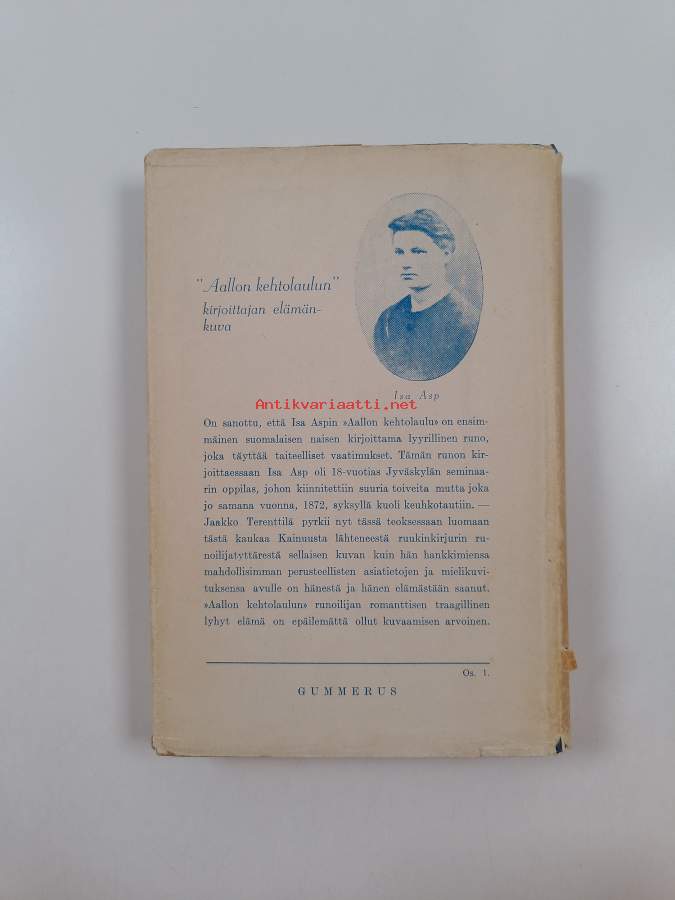 "Aallon kehtolaulun"
kirjoittajan elämän-
kuva
Isa Asp
Antikvariaatti.net
On sanottu, että Isa Aspin »Aallon kehtolaulu» on ensim-
mäinen suomalaisen naisen kirjoittama lyyrillinen runo,
joka täyttää taiteelliset vaatimukset. Tämän runon kir-
joittaessaan Isa Asp oli 18-vuotias Jyväskylän seminaa-
rin oppilas, johon kiinnitettiin suuria toiveita mutta joka
jo samana vuonna, 1872, syksyllä kuoli keuhkotautiin. —
Jaakko Terenttilä pyrkii nyt tässä teoksessaan luomaan
tästä kaukaa Kainuusta lähteneestä ruukinkirjurin ru-
noilijatyttärestä sellaisen kuvan kuin hän hankkimiensa
mahdollisimman perusteellisten asiatietojen ja mielikuvi-
tuksensa avulle on hänestä ja hänen elämästään saanut.
»Aallon kehtolaulun» runoilijan romanttisen traagillinen
lyhyt elämä on epäilemättä ollut kuvaamisen arvoinen.
Os. 1.
GUMMERUS